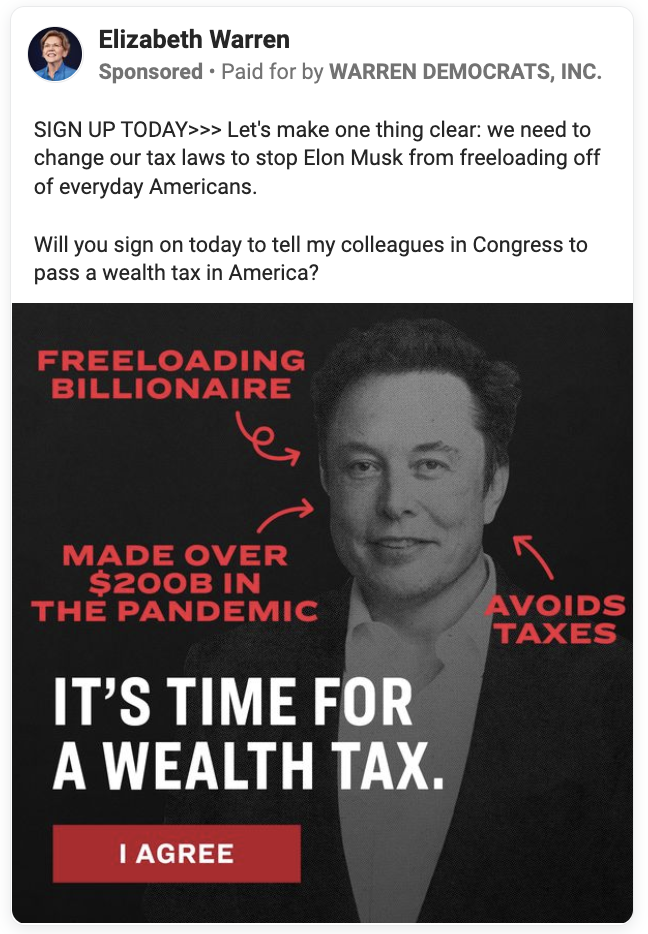 Elizabeth Warren
Sponsored • Paid for by WARREN DEMOCRATS, INC.
SIGN UP TODAY>>> Let's make one thing clear: we need to
change our tax laws to stop Elon Musk from freeloading off
of everyday Americans.
Will you sign on today to tell my colleagues in Congress to
pass a wealth tax in America?
FREELOADING
BILLIONAIRE
MADE OVER
$200B IN
THE PANDEMIC
AVOIDS
TAXES
IT'S TIME FOR
A WEALTH TAX.
I AGREE